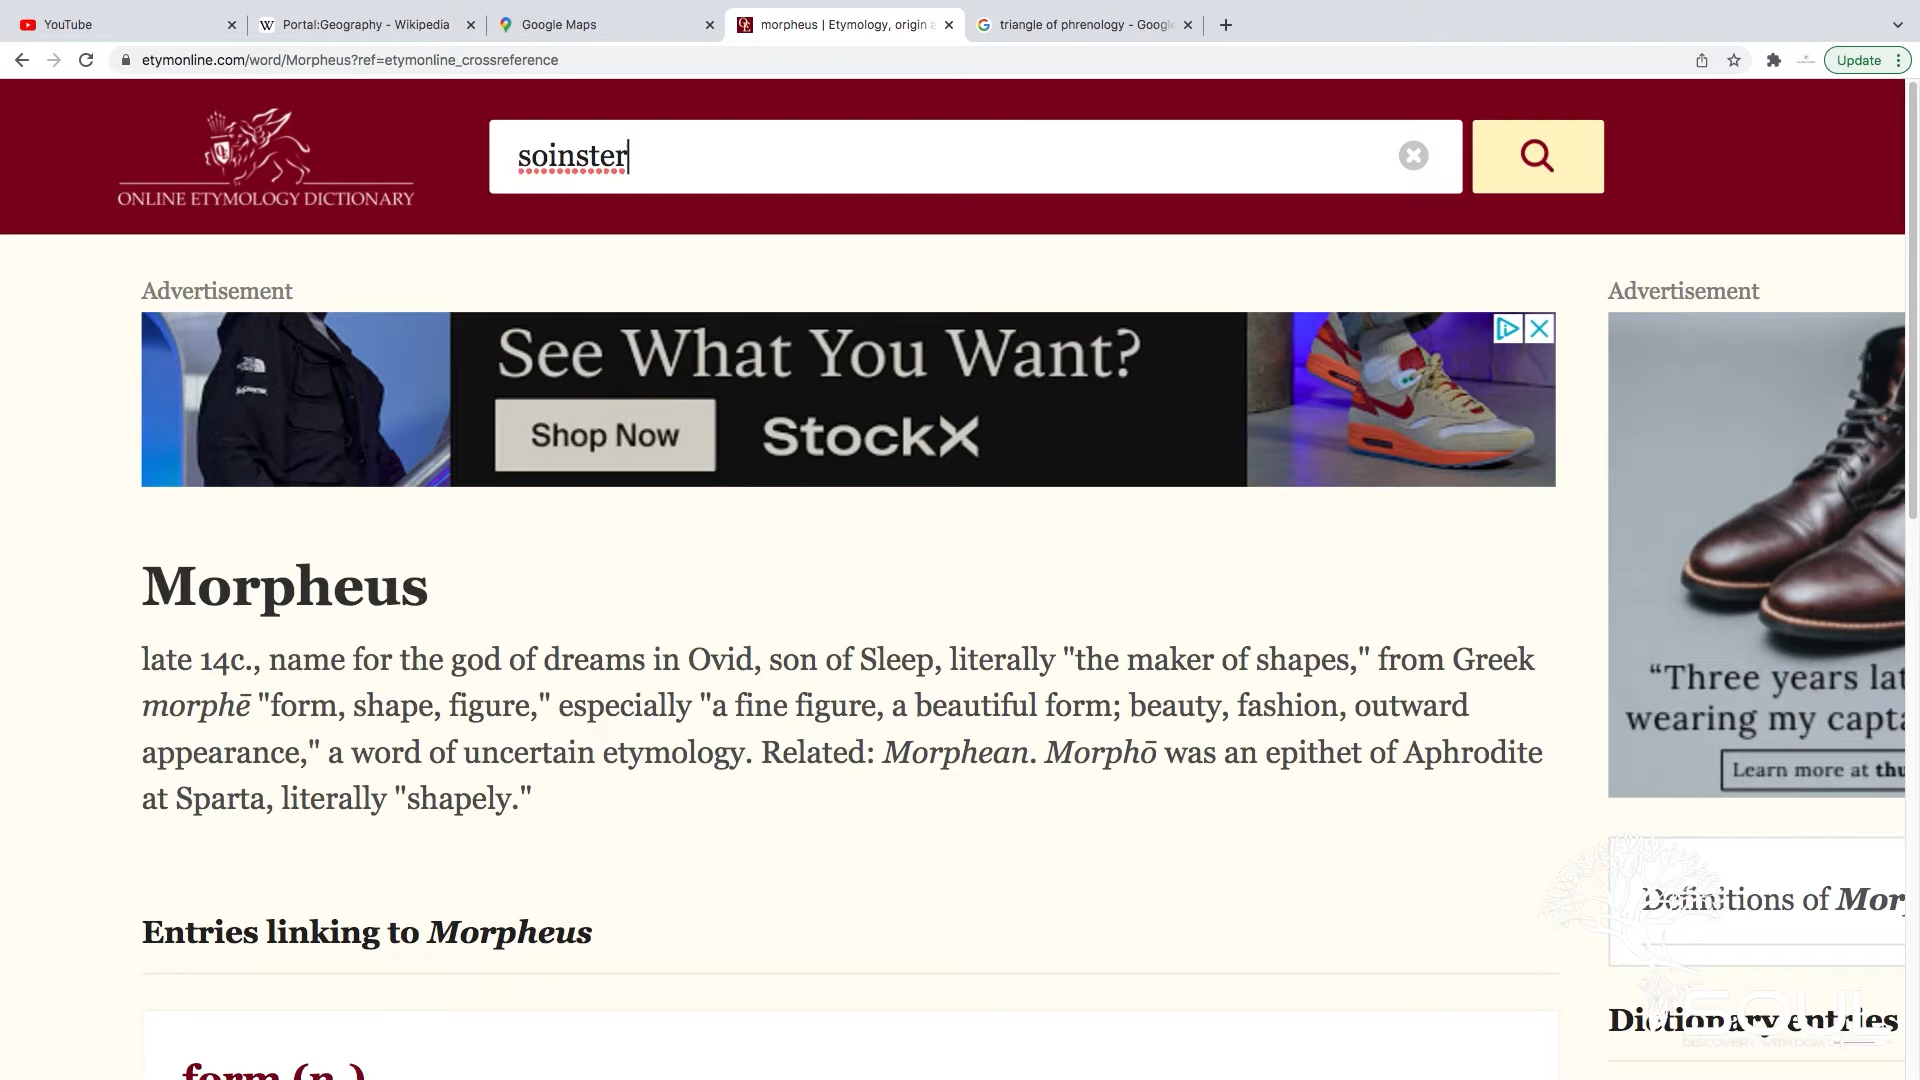 YouTube
Portal:Geography - Wikipedia
Google Maps
morpheus | Etymology, origin a
triangle of phrenology - Google
etymonline.com/word/Morpheus?ref=etymonline_crossreference
Update
soinster
ONLINE ETYMOLOGY DICTIONARY
Advertisement
Advertisement
See What You Want?
Shop Now
StockX
Morpheus
late 14c., name for the god of dreams in Ovid, son of Sleep, literally "the maker of shapes," from Greek
morphē "form, shape, figure," especially "a fine figure, a beautiful form; beauty, fashion, outward
appearance," a word of uncertain etymology. Related: Morphean. Morphō was an epithet of Aphrodite
at Sparta, literally "shapely."
“Three years lat
wearing my capta
Learn more at thu
Definitions of Mor
Entries linking to Morpheus
Dictionary entries
SOUL
form (n.)